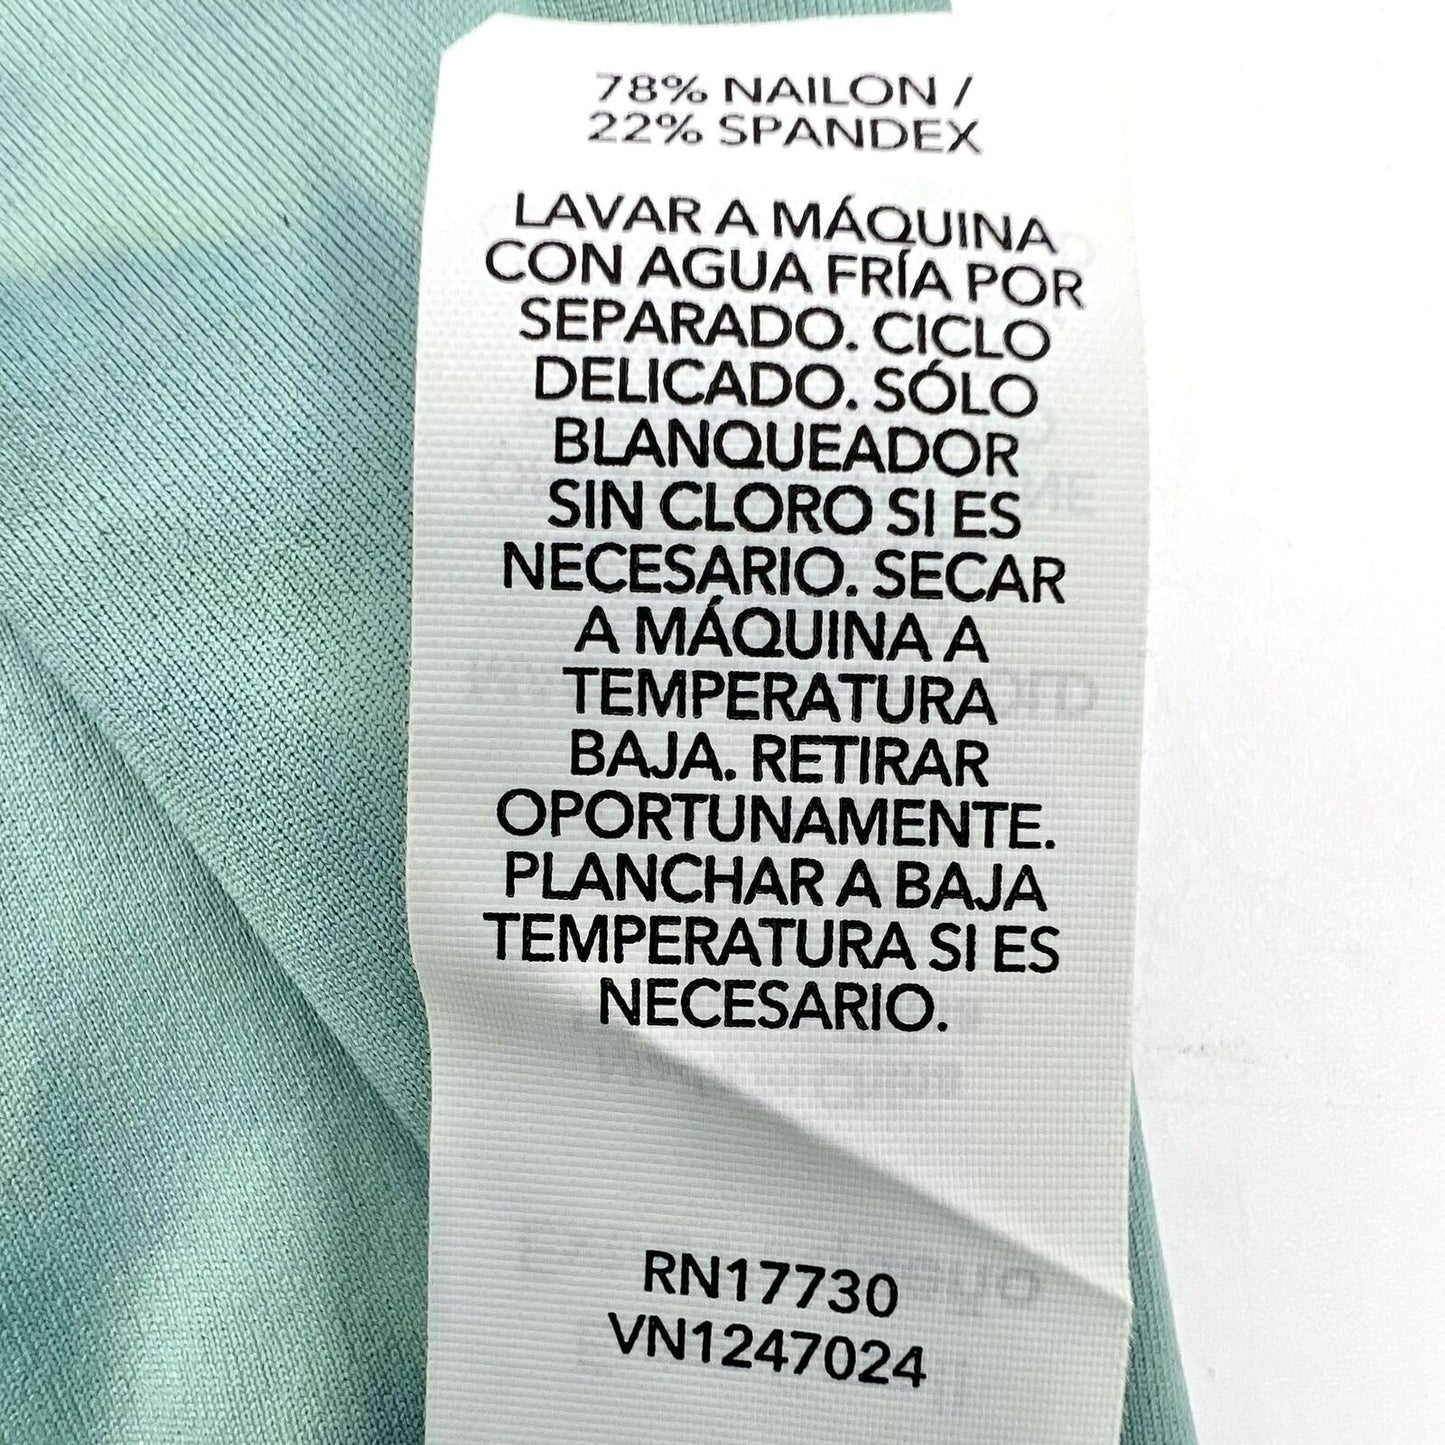 78% NAILON /
22% SPANDEX
LAVAR A MÁQUINA
CON AGUA FRÍA POR
SEPARADO. CICLO
DELICADO. SÓLO
BLANQUEADOR
SIN CLORO SI ES
NECESARIO. SECAR
A MÁQUINA A
TEMPERATURA
BAJA. RETIRAR
OPORTUNAMENTE.
PLANCHAR A BAJA
TEMPERATURA SI ES
NECESARIO.
RN17730
VN1247024